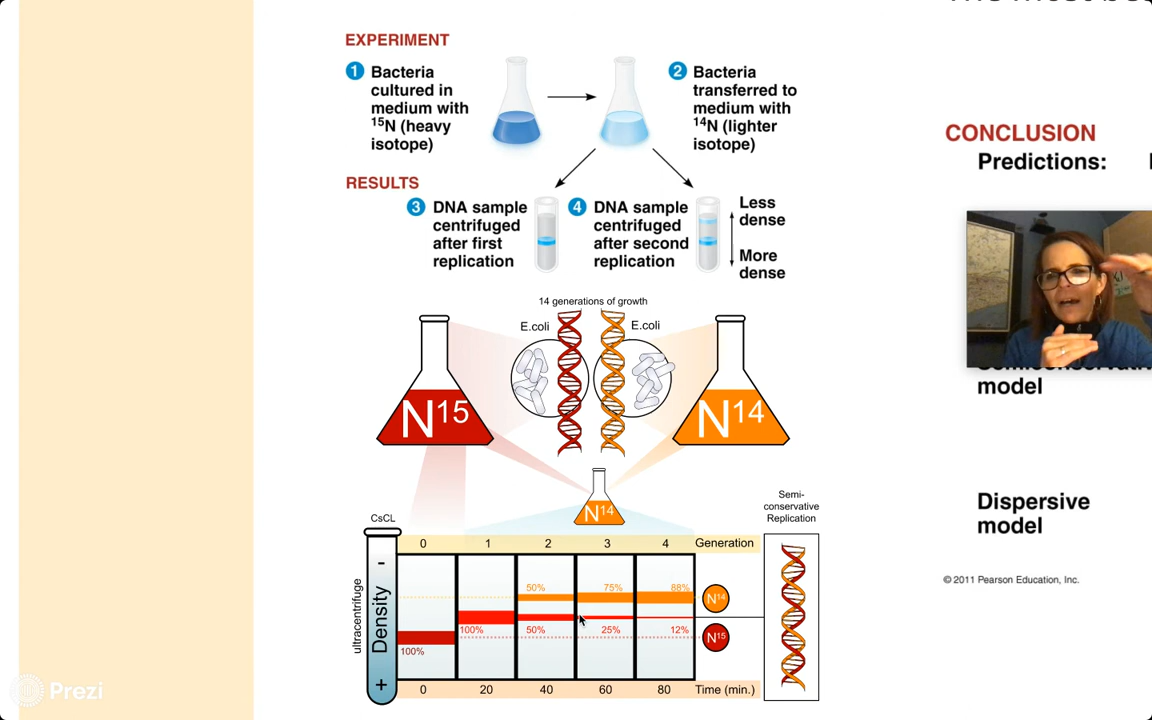 EXPERIMENT
1 Bacteria
cultured in
medium with
¹⁵N (heavy
isotope)
2 Bacteria
transferred to
medium with
¹⁴N (lighter
isotope)
RESULTS
3 DNA sample
centrifuged
after first
replication
4 DNA sample
centrifuged
after second
replication
Less
dense
More
dense
14 generations of growth
E.coli
E.coli
N¹⁵
N¹⁴
N¹⁴
Semi-
conservative
Replication
CsCL
0 1 2 3 4 Generation
ultracentrifuge
- Density +
50% 75% 88% N¹⁴
100% 50% 25% 12% N¹⁵
100%
0 20 40 60 80 Time (min.)
CONCLUSION
Predictions:
model
Dispersive
model
© 2011 Pearson Education, Inc.
Prezi